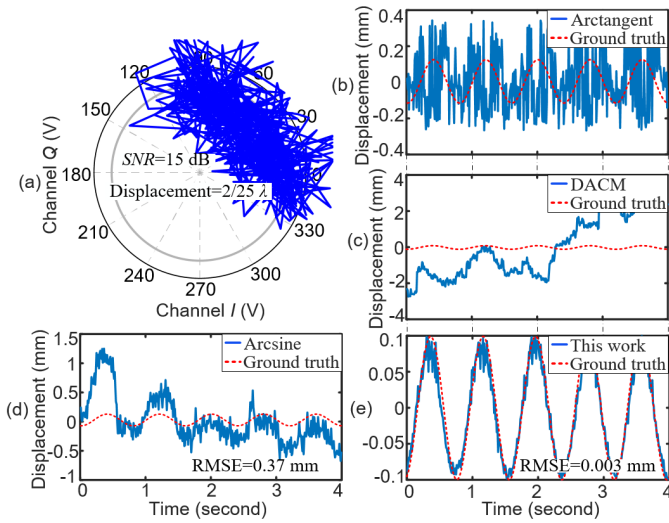 (a)
Channel Q (V)
120
60
150
30
SNR=15 dB
180
Displacement=2/25 λ
210
330
240
300
270
Channel I (V)
(b)
Displacement (mm)
0.4
0.2
0
-0.2
-0.4
Arctangent
Ground truth
(c)
Displacement (mm)
2
0
-2
-4
DACM
Ground truth
(d)
Displacement (mm)
1.5
1
0.5
0
-0.5
-1
Arcsine
Ground truth
RMSE=0.37 mm
0 1 2 3 4
Time (second)
(e)
Displacement (mm)
0.1
0.05
0
-0.05
-0.1
This work
Ground truth
RMSE=0.003 mm
0 1 2 3 4
Time (second)